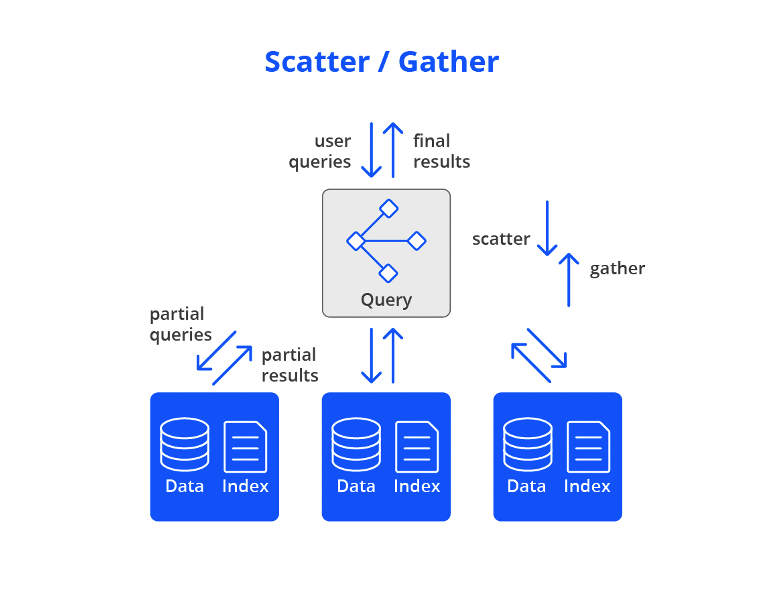 Scatter / Gather
user
queries
final
results
scatter
gather
Query
partial
queries
partial
results
Data
Index
Data
Index
Data
Index